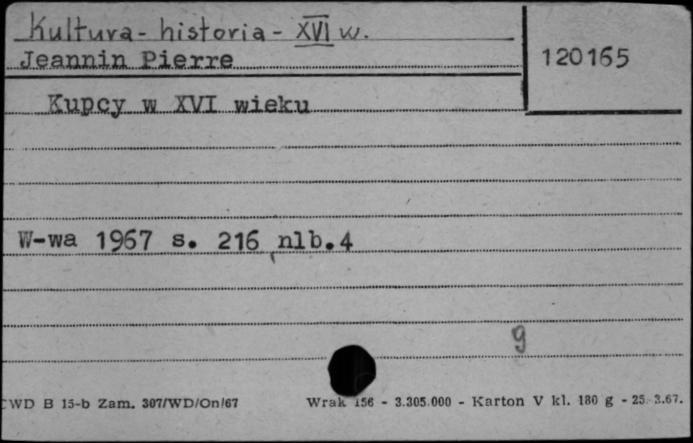 Kultura - historia - XVI w.
Jeannin Pierre
120165
Kupcy w XVI wieku
W-wa 1967 s. 216, nlb.4
9
CWD B 15-b Zam. 307/WD/On/67 Wrak 156 - 3.305.000 - Karton V kl. 180 g - 25.3.67.